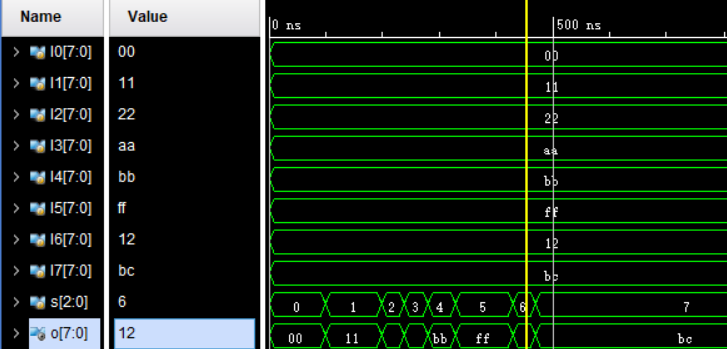 Name Value
0 ns 500 ns
I0[7:0] 00 00
I1[7:0] 11 11
I2[7:0] 22 22
I3[7:0] aa aa
I4[7:0] bb bb
I5[7:0] ff ff
I6[7:0] 12 12
I7[7:0] bc bc
s[2:0] 6 0 1 2 3 4 5 6 7
o[7:0] 12 00 11 bb ff bc